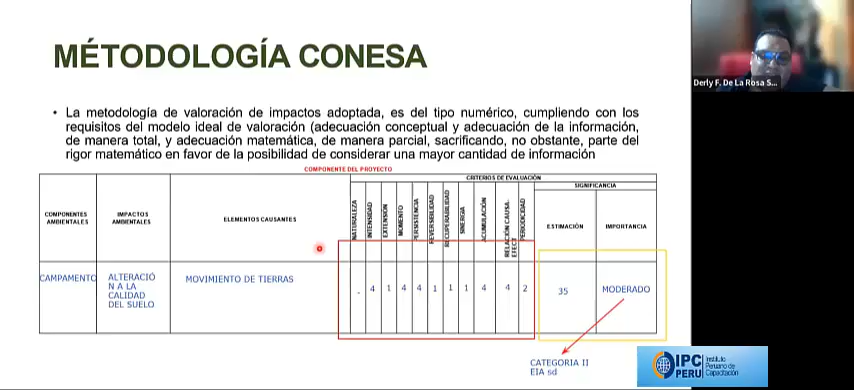 MÉTODOLOGÍA CONESA
Derly F. De La Rosa S...
• La metodología de valoración de impactos adoptada, es del tipo numérico, cumpliendo con los
requisitos del modelo ideal de valoración (adecuación conceptual y adecuación de la información,
de manera total, y adecuación matemática, de manera parcial, sacrificando, no obstante, parte del
rigor matemático en favor de la posibilidad de considerar una mayor cantidad de información
COMPONENTE DEL PROYECTO
CRITERIOS DE EVALUACIÓN
SIGNIFICANCIA
COMPONENTES
AMBIENTALES
IMPACTOS
AMBIENTALES
ELEMENTOS CAUSANTES
NATURALEZA
INTENSIDAD
EXTENSION
MOMENTO
PERSISTENCIA
REVERSIBILIDAD
RECUPERABILIDAD
SINERGIA
ACUMULACIÓN
RELACIÓN CAUSA-
EFECT
PERIODICIDAD
ESTIMACIÓN
IMPORTANCIA
CAMPAMENTO
ALTERACIÓ
N A LA
CALIDAD
DEL SUELO
MOVIMIENTO DE TIERRAS
- 4 1 4 4 1 1 1 4 4 2
35
MODERADO
CATEGORIA II
EIA sd
IPC
PERÚ
Instituto
Peruano de
Capacitación